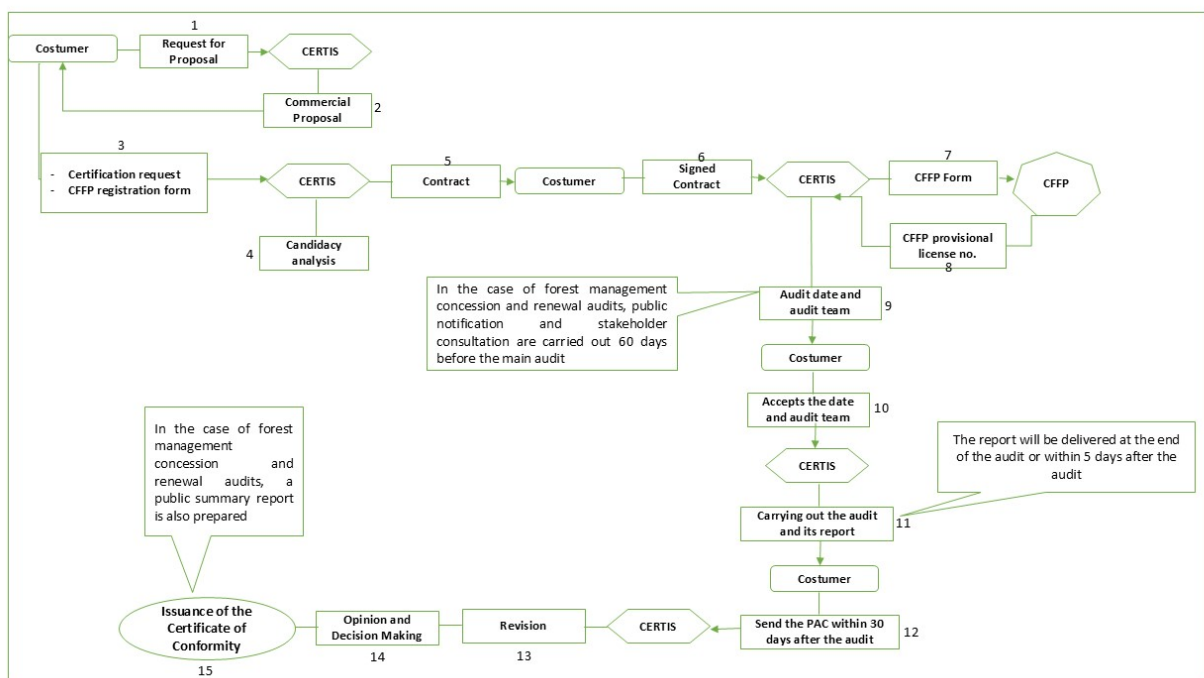 1
Costumer
Request for
Proposal
CERTIS
Commercial
Proposal
2
3
- Certification request
- CFFP registration form
CERTIS
4
Candidacy
analysis
5
Contract
Costumer
6
Signed
Contract
CERTIS
7
CFFP Form
CFFP
CFFP provisional
license no.
8
In the case of forest management
concession and renewal audits, public
notification and stakeholder
consultation are carried out 60 days
before the main audit
Audit date and
audit team
9
Costumer
Accepts the date
and audit team
10
CERTIS
The report will be delivered at the end
of the audit or within 5 days after the
audit
Carrying out the audit
and its report
11
Costumer
Send the PAC within 30
days after the audit
12
CERTIS
Revision
13
Opinion and
Decision Making
14
In the case of forest
management
concession and
renewal audits, a
public summary report
is also prepared
Issuance of the
Certificate of
Conformity
15